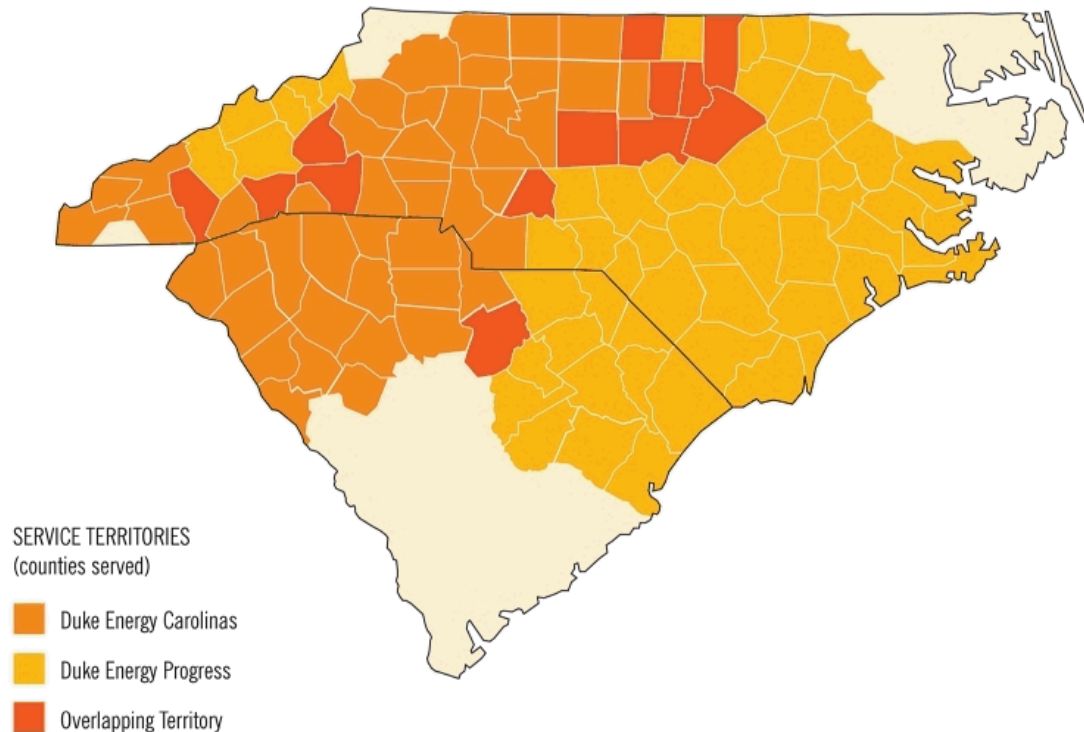 SERVICE TERRITORIES
(counties served)
Duke Energy Carolinas
Duke Energy Progress
Overlapping Territory